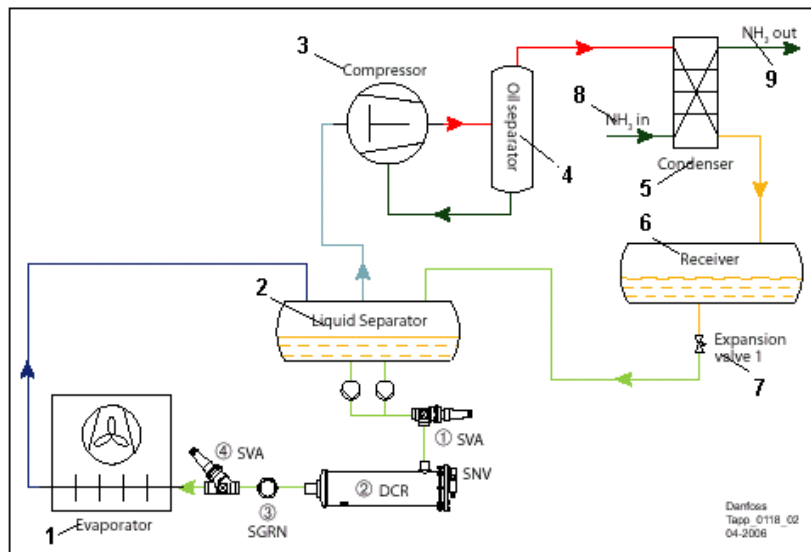 3
Compressor
Oil separator
4
NH₃ out
9
8
NH₃ in
Condenser
5
6
Receiver
2
Liquid Separator
Expansion
valve 1
7
① SVA
④ SVA
② DCR
SNV
③
SGRN
1
Evaporator
Danfoss
Tapp_0118_02
04-2006